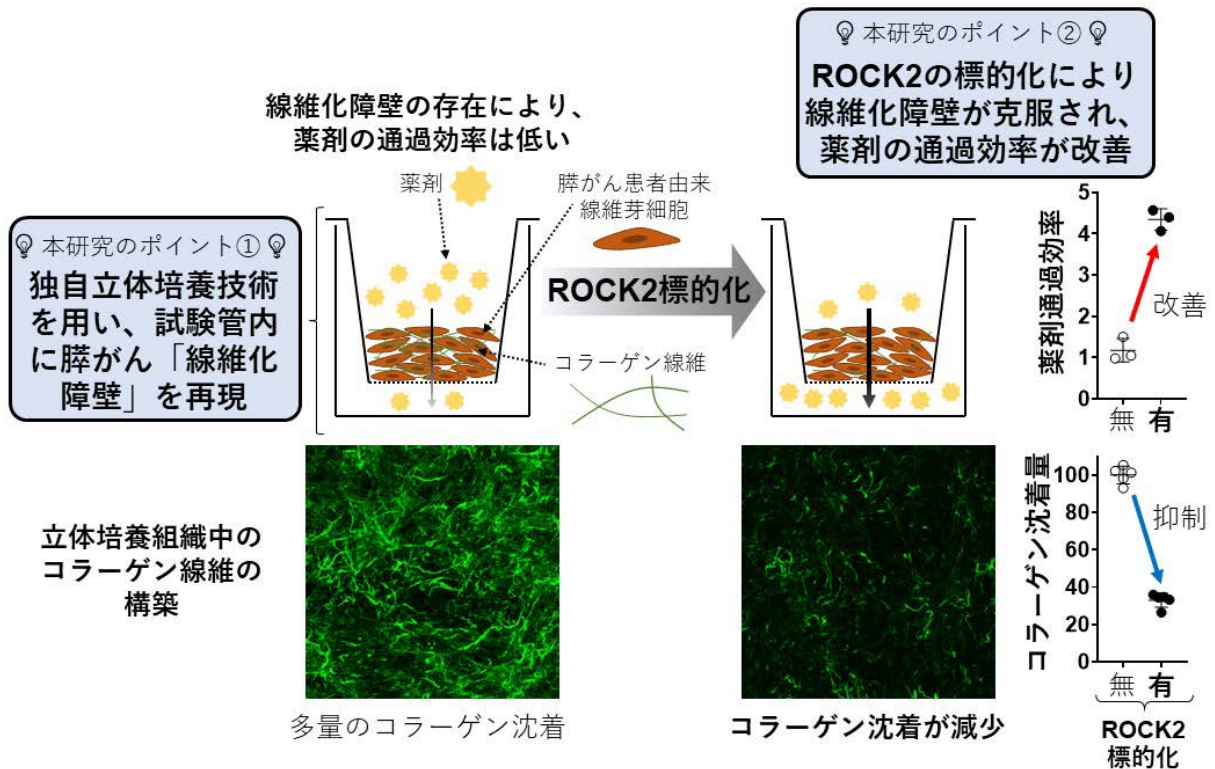 本研究のポイント①
独自立体培養技術
を用い、試験管内
に膵がん「線維化
障壁」を再現
線維化障壁の存在により、
薬剤の通過効率は低い
薬剤
膵がん患者由来
線維芽細胞
ROCK2標的化
コラーゲン線維
本研究のポイント②
ROCK2の標的化により
線維化障壁が克服され、
薬剤の通過効率が改善
薬剤通過効率
5
4
3
2
1
0
改善
無
有
立体培養組織中の
コラーゲン線維の
構築
多量のコラーゲン沈着
コラーゲン沈着が減少
コラーゲン沈着量
100
80
60
40
20
0
抑制
無
有
ROCK2
標的化